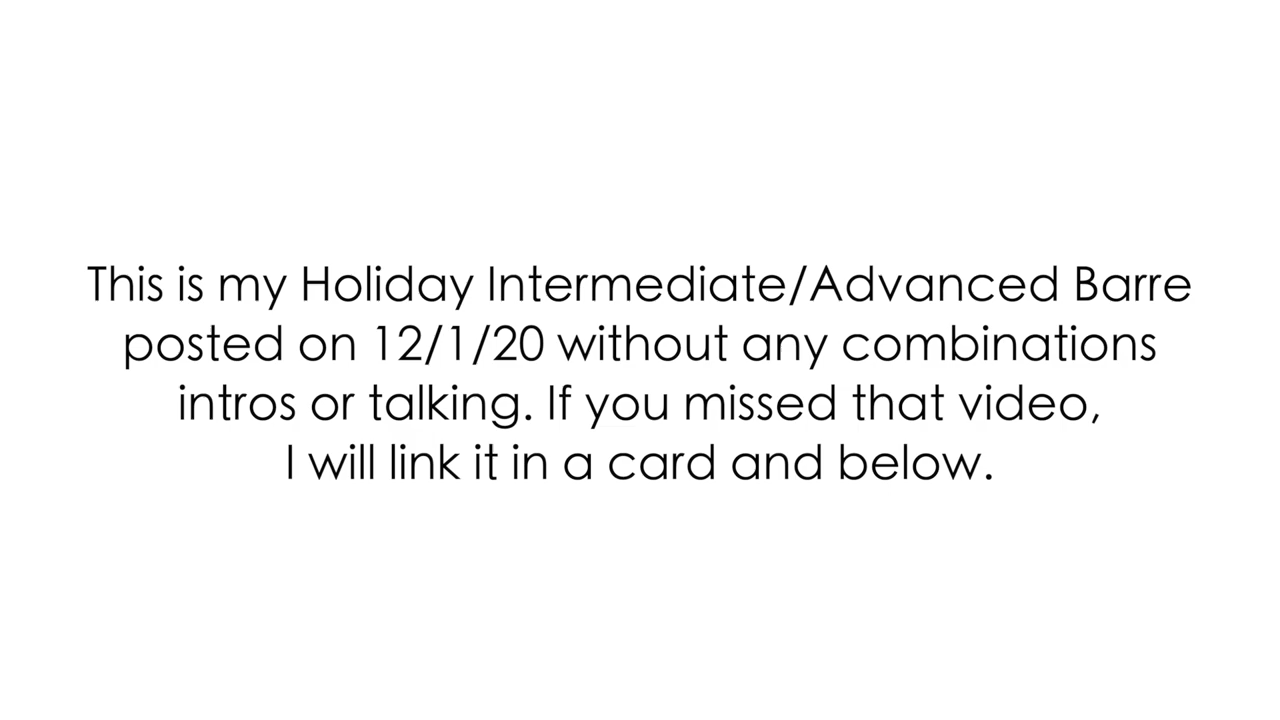 This is my Holiday Intermediate/Advanced Barre
posted on 12/1/20 without any combinations
intros or talking. If you missed that video,
I will link it in a card and below.